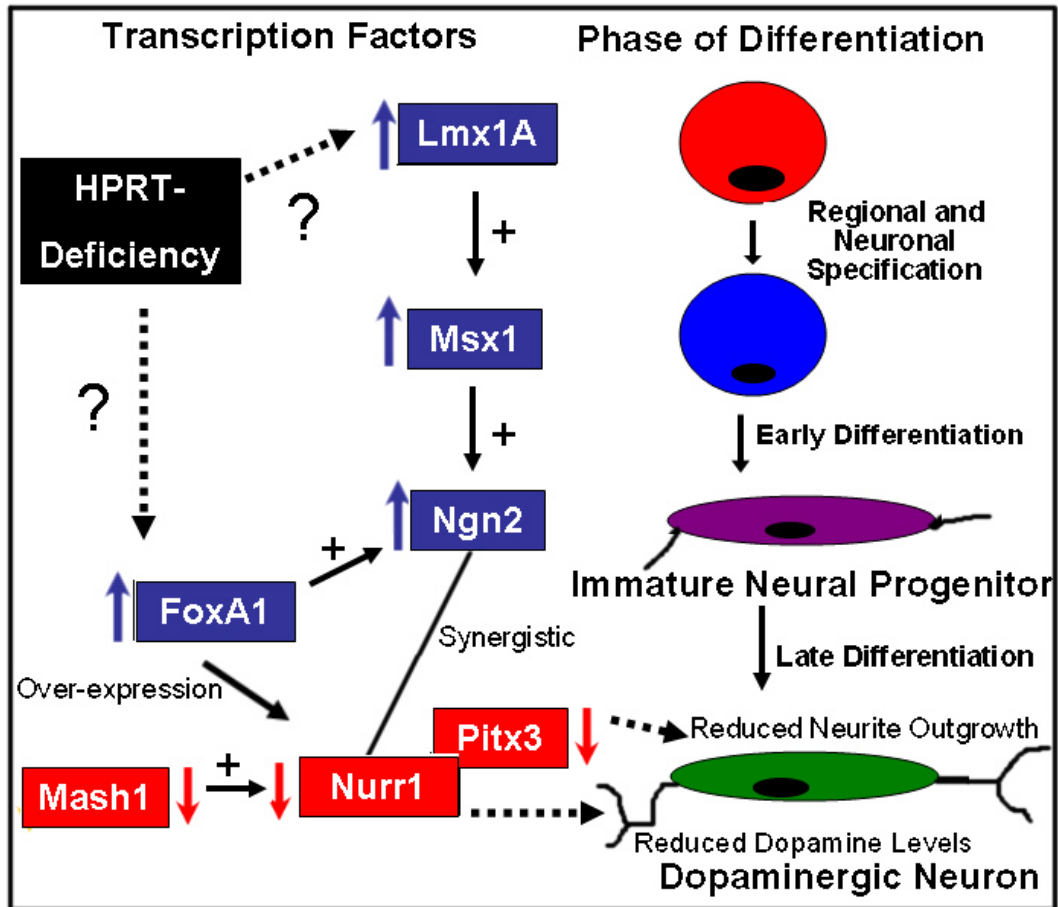 Transcription Factors
Phase of Differentiation
Lmx1A
HPRT-
Deficiency
?
+
Regional and
Neuronal
Specification
Msx1
?
+
Early Differentiation
Ngn2
+
Immature Neural Progenitor
FoxA1
Synergistic
Late Differentiation
Over-expression
Pitx3
Reduced Neurite Outgrowth
+
Mash1
Nurr1
Reduced Dopamine Levels
Dopaminergic Neuron